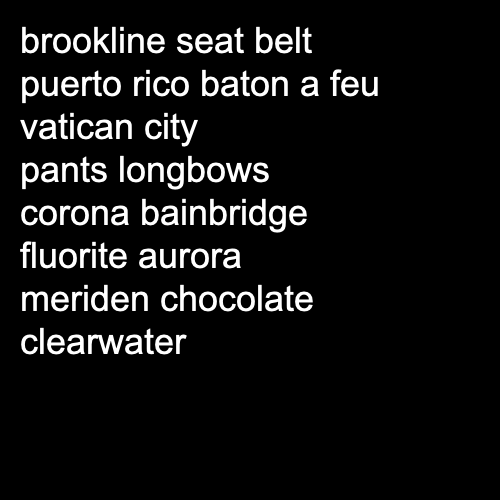 brookline seat belt
puerto rico baton a feu
vatican city
pants longbows
corona bainbridge
fluorite aurora
meriden chocolate
clearwater